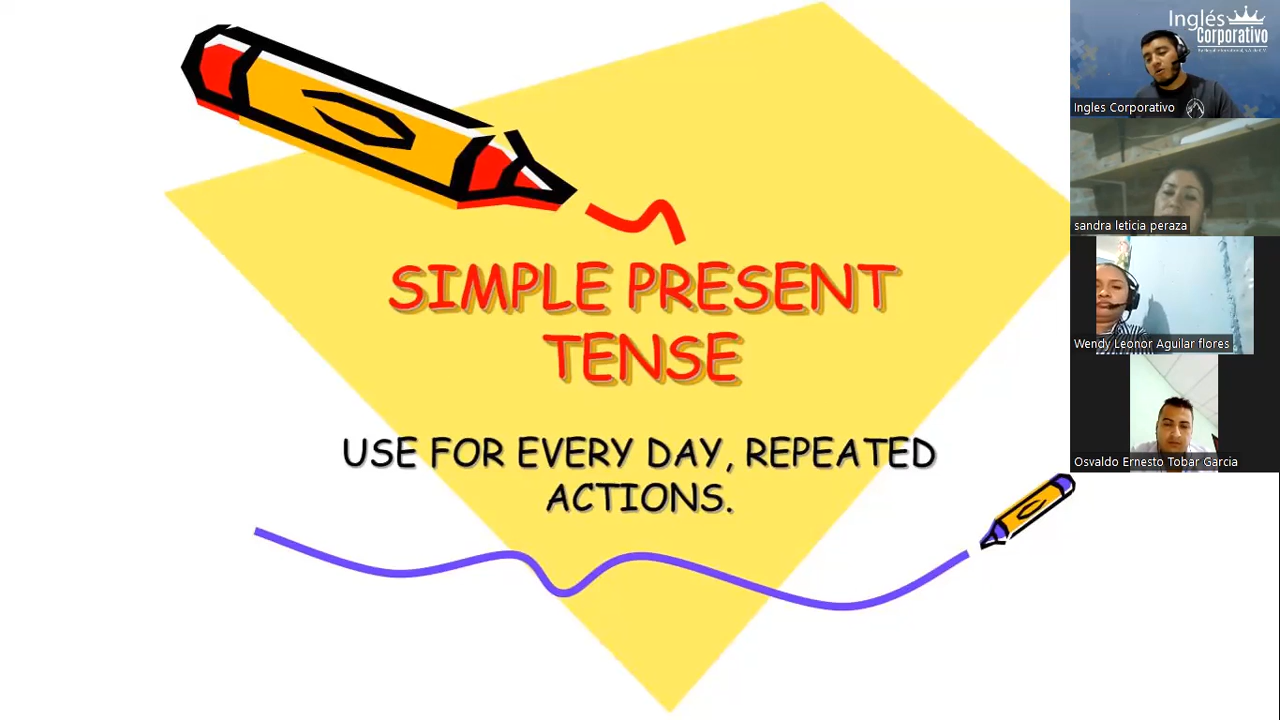 SIMPLE PRESENT
TENSE
USE FOR EVERY DAY, REPEATED
ACTIONS.
Inglés
Corporativo
Ingles Corporativo
sandra leticia peraza
Wendy Leonor Aguilar flores
Osvaldo Ernesto Tobar Garcia